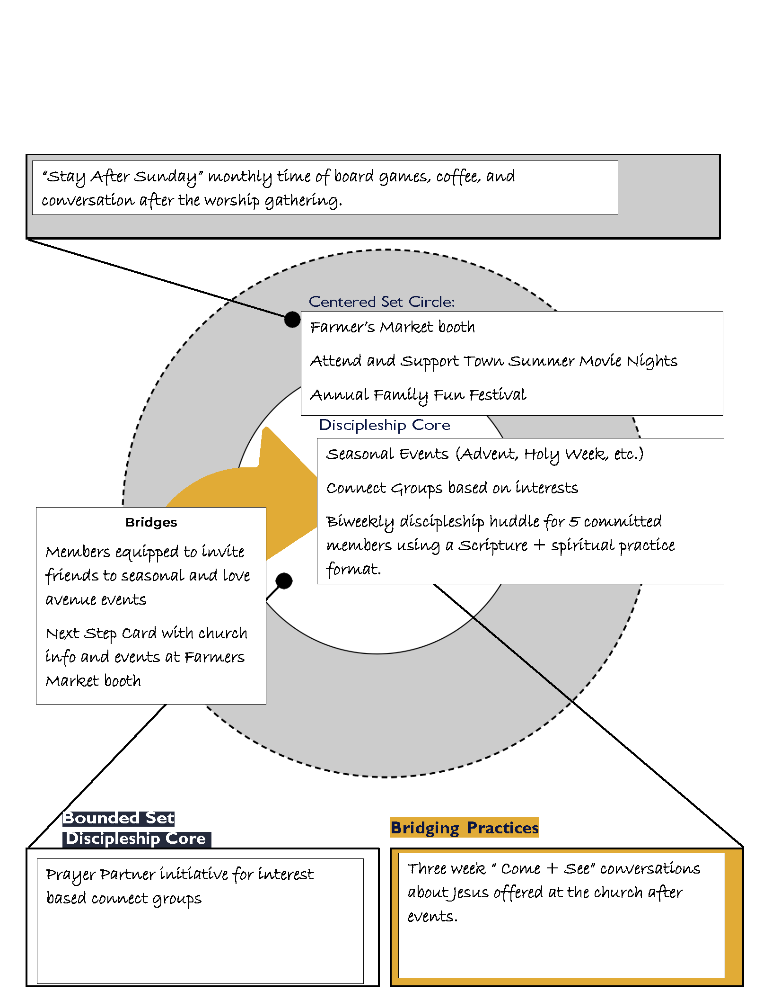 “Stay After Sunday” monthly time of board games, coffee, and
conversation after the worship gathering.
Centered Set Circle:
Farmer’s Market booth
Attend and Support Town Summer Movie Nights
Annual Family Fun Festival
Discipleship Core
Seasonal Events (Advent, Holy Week, etc.)
Connect Groups based on interests
Biweekly discipleship huddle for 5 committed
members using a Scripture + spiritual practice
format.
Bridges
Members equipped to invite
friends to seasonal and love
avenue events
Next Step Card with church
info and events at Farmers
Market booth
Bounded Set
Discipleship Core
Prayer Partner initiative for interest
based connect groups
Bridging Practices
Three week “ Come + See” conversations
about Jesus offered at the church after
events.